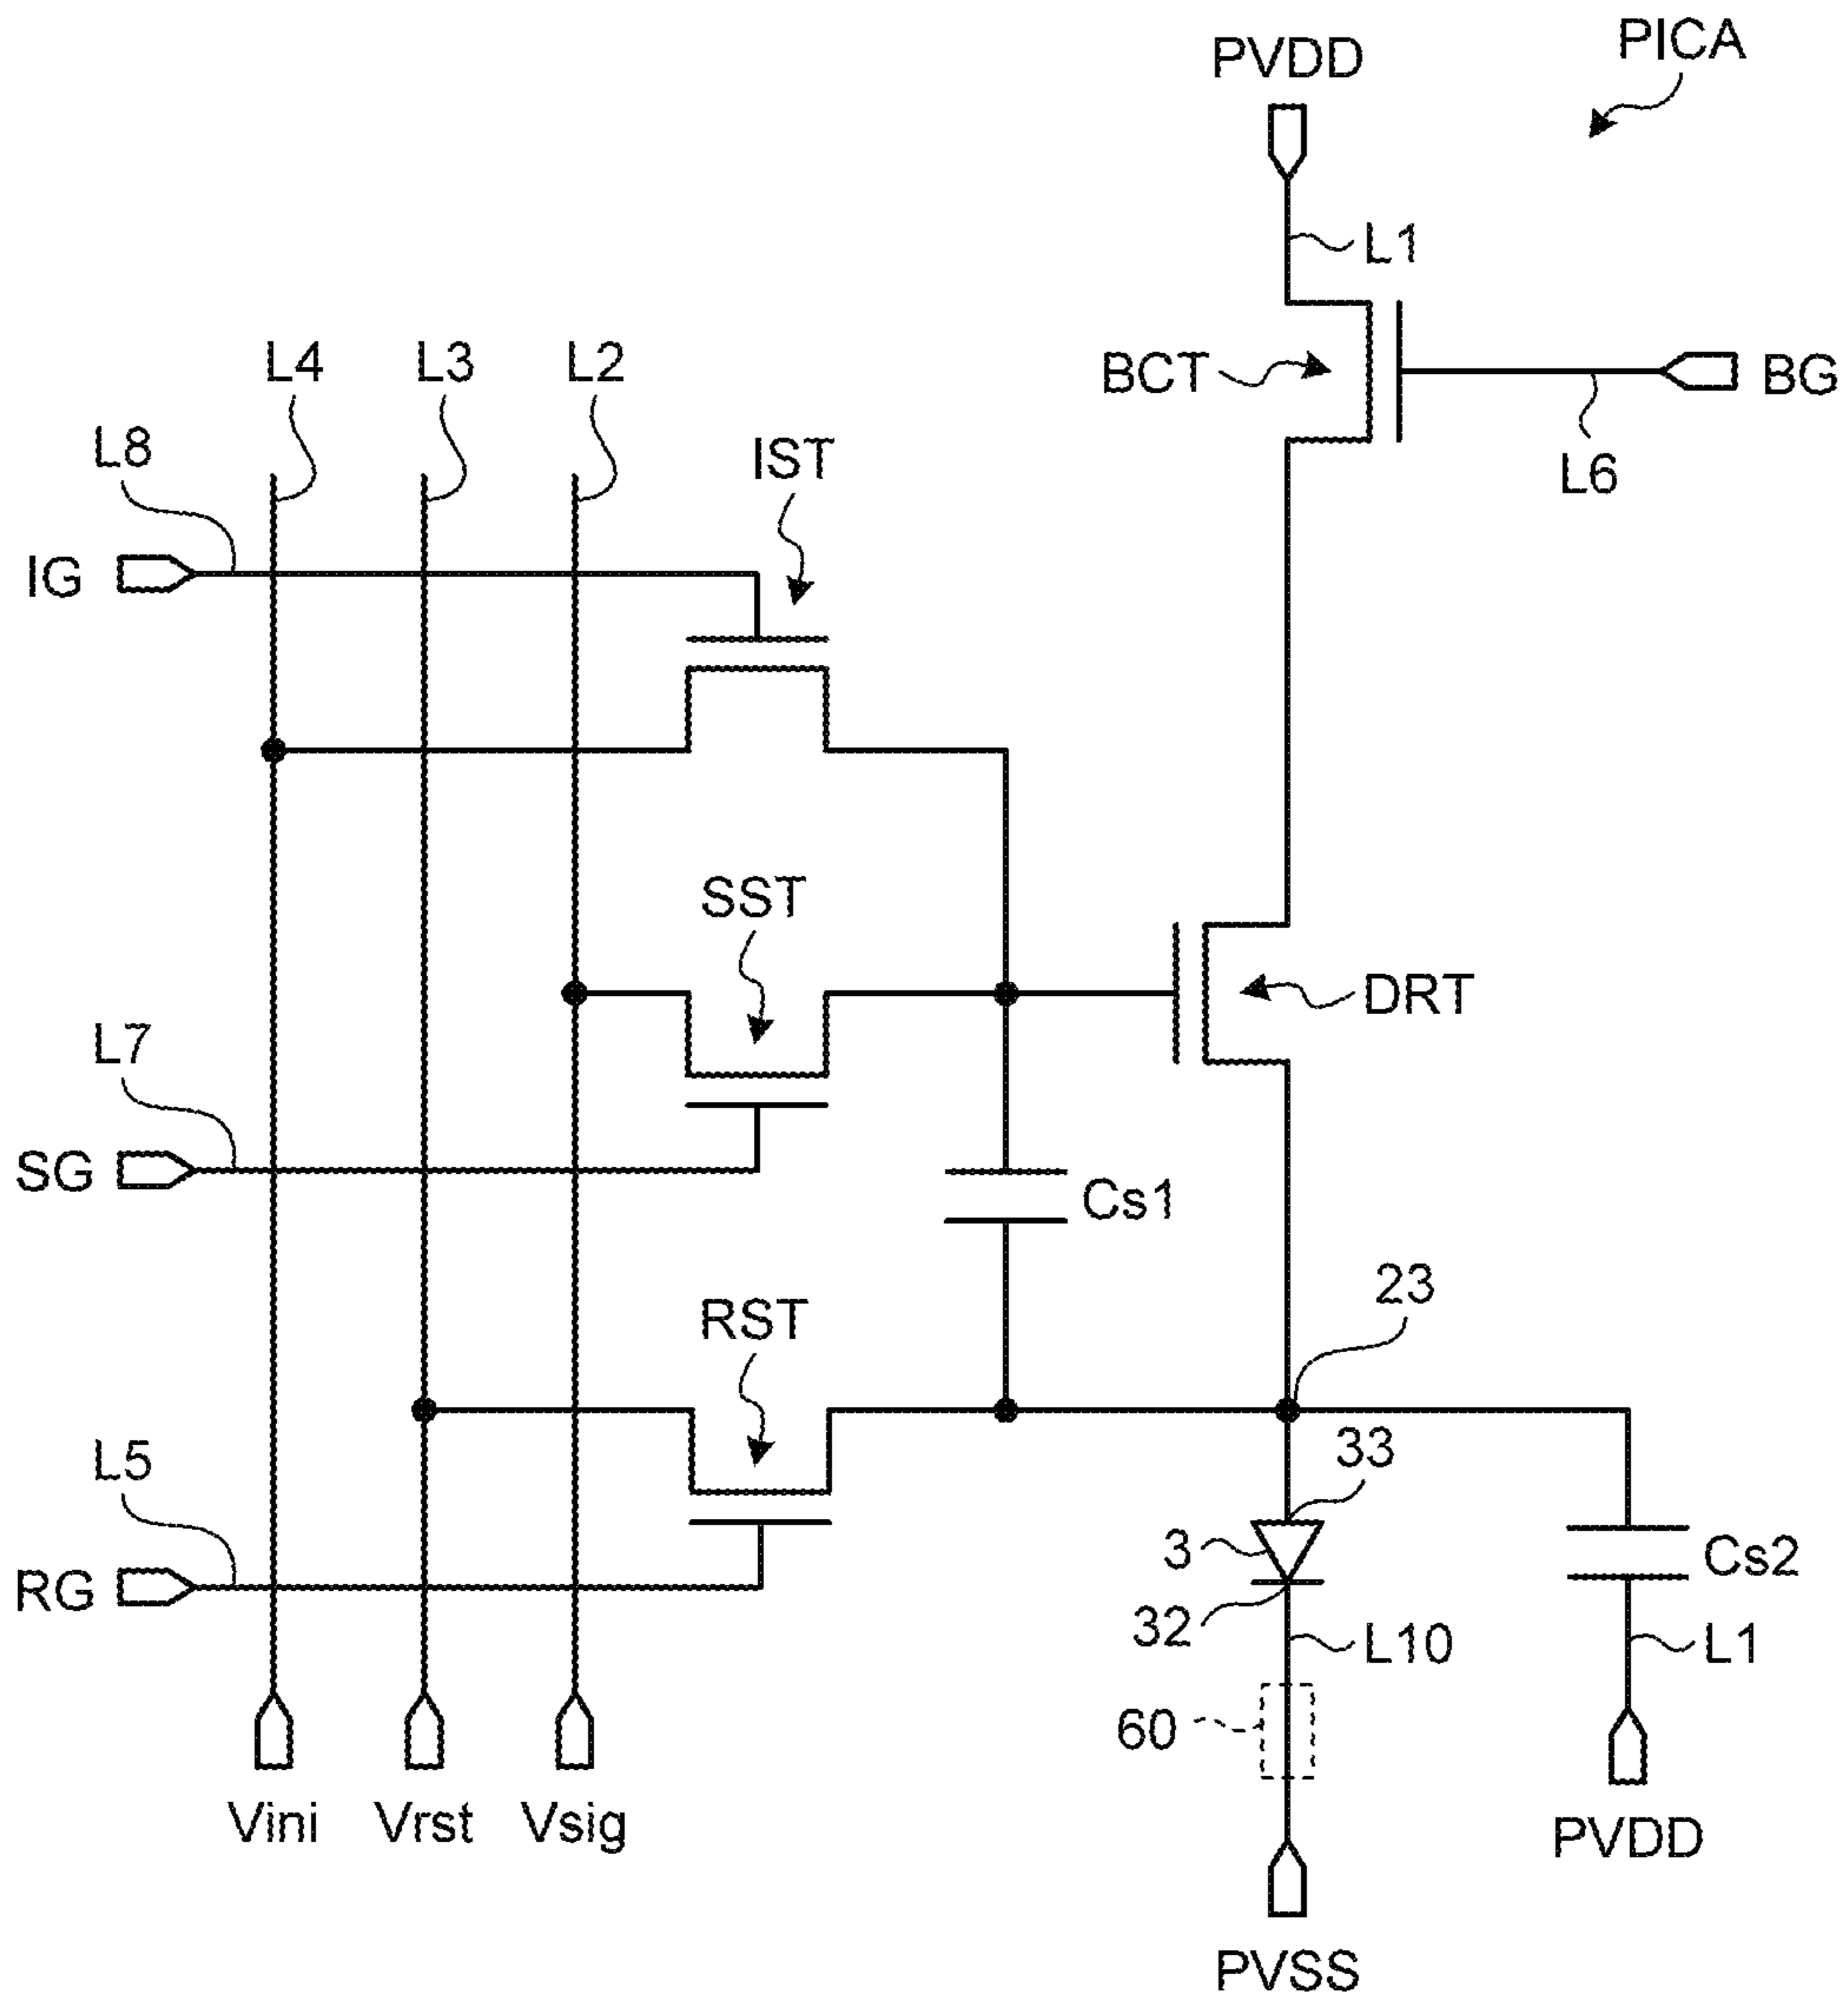 PICA
PVDD
L1
L4
L3
L2
BCT
BG
L8
IST
L6
IG
SST
DRT
L7
SG
Cs1
23
RST
33
L5
3
Cs2
RG
32
L10
L1
60
Vini
Vrst
Vsig
PVDD
PVSS